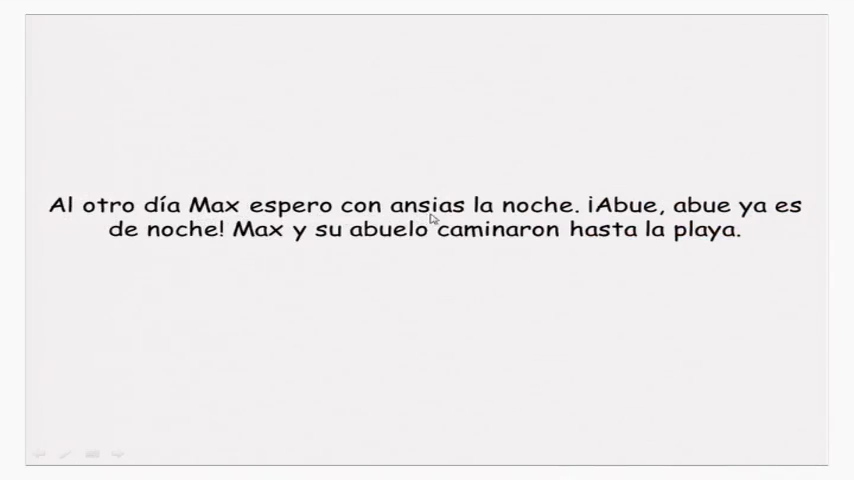 Al otro día Max espero con ansias la noche. ¡Abue, abue ya es
de noche! Max y su abuelo caminaron hasta la playa.